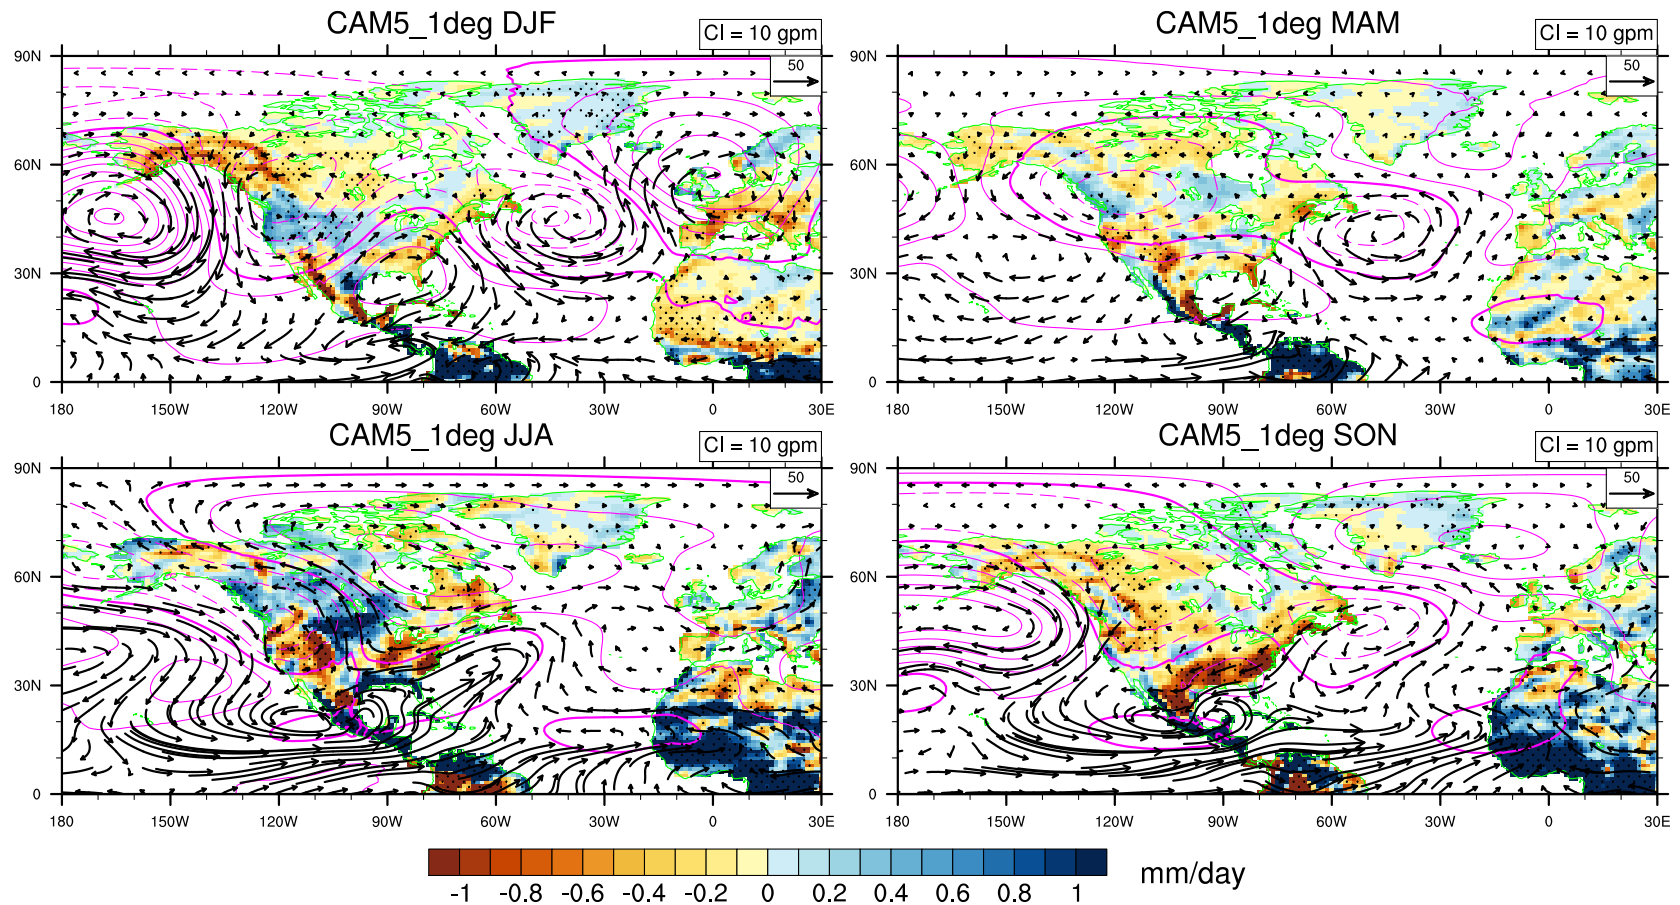 CAM5_1deg DJF
CI = 10 gpm
50
90N
60N
30N
0
180 150W 120W 90W 60W 30W 0 30E
CAM5_1deg MAM
CI = 10 gpm
50
90N
60N
30N
0
180 150W 120W 90W 60W 30W 0 30E
CAM5_1deg JJA
CI = 10 gpm
50
90N
60N
30N
0
180 150W 120W 90W 60W 30W 0 30E
CAM5_1deg SON
CI = 10 gpm
50
90N
60N
30N
0
180 150W 120W 90W 60W 30W 0 30E
-1 -0.8 -0.6 -0.4 -0.2 0 0.2 0.4 0.6 0.8 1 mm/day